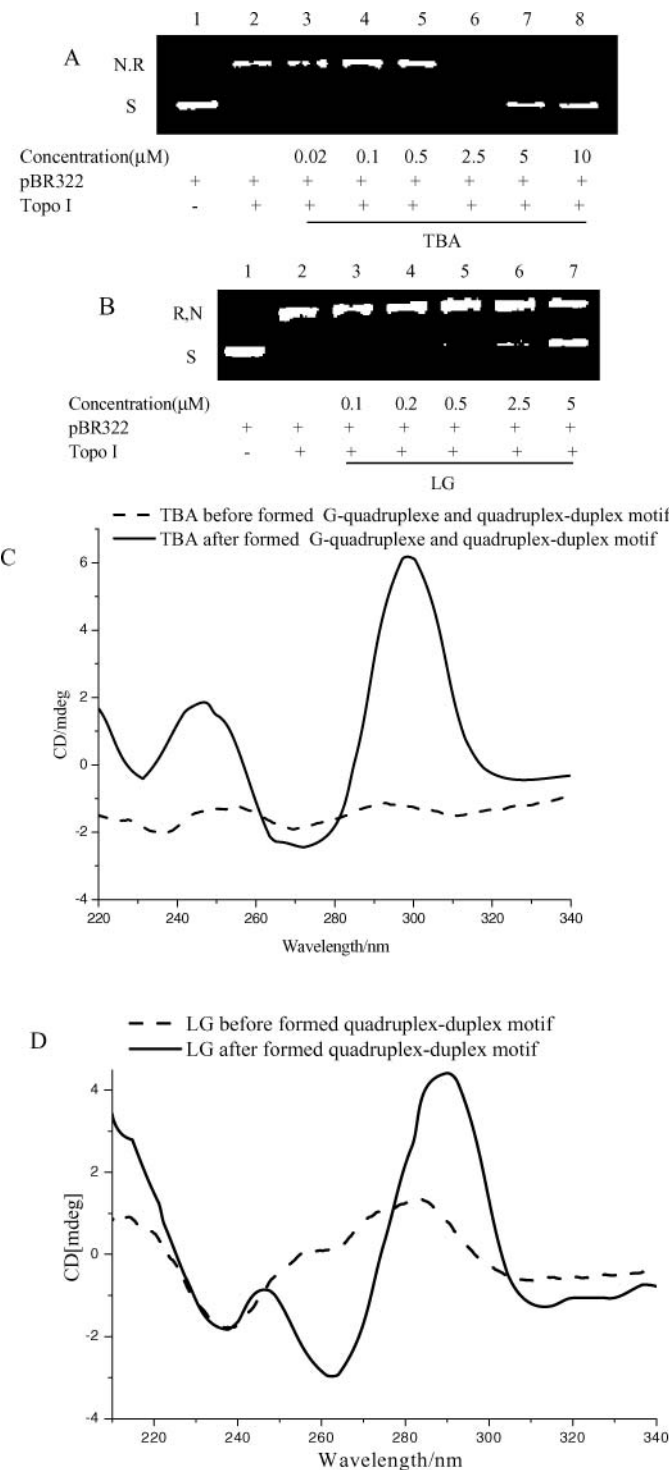 1 2 3 4 5 6 7 8
A
N.R
S
Concentration(μM) 0.02 0.1 0.5 2.5 5 10
pBR322 + + + + + + + +
Topo I - + + + + + + +
TBA
1 2 3 4 5 6 7
B
R,N
S
Concentration(μM) 0.1 0.2 0.5 2.5 5
pBR322 + + + + + + +
Topo I - + + + + + +
LG
TBA before formed G-quadruplexe and quadruplex-duplex motif
TBA after formed G-quadruplexe and quadruplex-duplex motif
C
CD/mdeg
6
4
2
0
-2
-4
220 240 260 280 300 320 340
Wavelength/nm
LG before formed quadruplex-duplex motif
LG after formed quadruplex-duplex motif
D
CD[mdeg]
4
2
0
-2
-4
220 240 260 280 300 320 340
Wavelength/nm